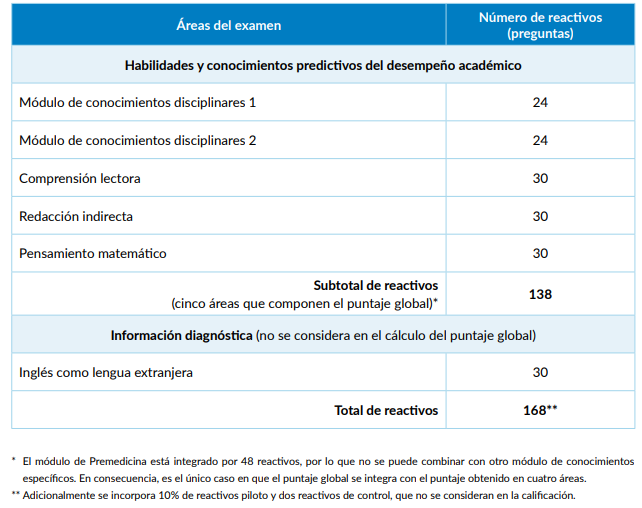 Áreas del examen
Número de reactivos
(preguntas)
Habilidades y conocimientos predictivos del desempeño académico
Módulo de conocimientos disciplinares 1
24
Módulo de conocimientos disciplinares 2
24
Comprensión lectora
30
Redacción indirecta
30
Pensamiento matemático
30
Subtotal de reactivos
(cinco áreas que componen el puntaje global)*
138
Información diagnóstica (no se considera en el cálculo del puntaje global)
Inglés como lengua extranjera
30
Total de reactivos
168**
* El módulo de Premedicina está integrado por 48 reactivos, por lo que no se puede combinar con otro módulo de conocimientos
específicos. En consecuencia, es el único caso en que el puntaje global se integra con el puntaje obtenido en cuatro áreas.
** Adicionalmente se incorpora 10% de reactivos piloto y dos reactivos de control, que no se consideran en la calificación.